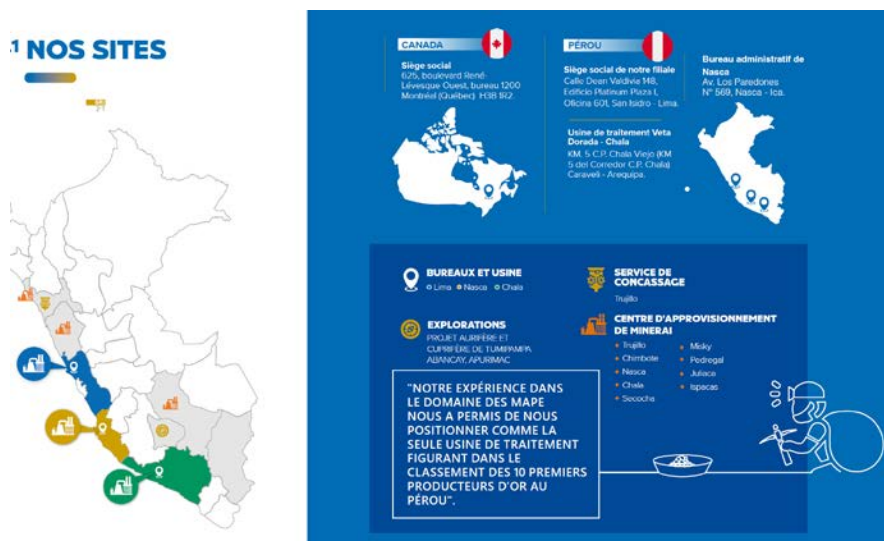 .1 NOS SITES
CANADA
Siège social
625, boulevard René-
Lévesque Ouest, bureau 1200
Montréal (Québec) H3B 1R2.
PÉROU
Siège social de notre filiale
Calle Dean Valdivia 148,
Edificio Platinum Plaza I,
Oficina 601, San Isidro - Lima.
Usine de traitement Veta
Dorada - Chala
KM. 5 C.P. Chala Viejo (KM
5 del Corredor C.P. Chala)
Caraveli - Arequipa.
Bureau administratif de
Nasca
Av. Los Paredones
N° 569, Nasca - Ica.
BUREAUX ET USINE
Lima Nasca Chala
EXPLORATIONS
PROJET AURIFÈRE ET
CUPRIFÈRE DE TUMIPAMPA
ABANCAY, APURIMAC
SERVICE DE
CONCASSAGE
Trujillo
CENTRE D'APPROVISIONNEMENT
DE MINERAI
Trujillo
Chimbote
Nasca
Chala
Secocha
Misky
Pedregal
Juliaca
Ispacas
"NOTRE EXPÉRIENCE DANS
LE DOMAINE DES MAPE
NOUS A PERMIS DE NOUS
POSITIONNER COMME LA
SEULE USINE DE TRAITEMENT
FIGURANT DANS LE
CLASSEMENT DES 10 PREMIERS
PRODUCTEURS D'OR AU
PÉROU".